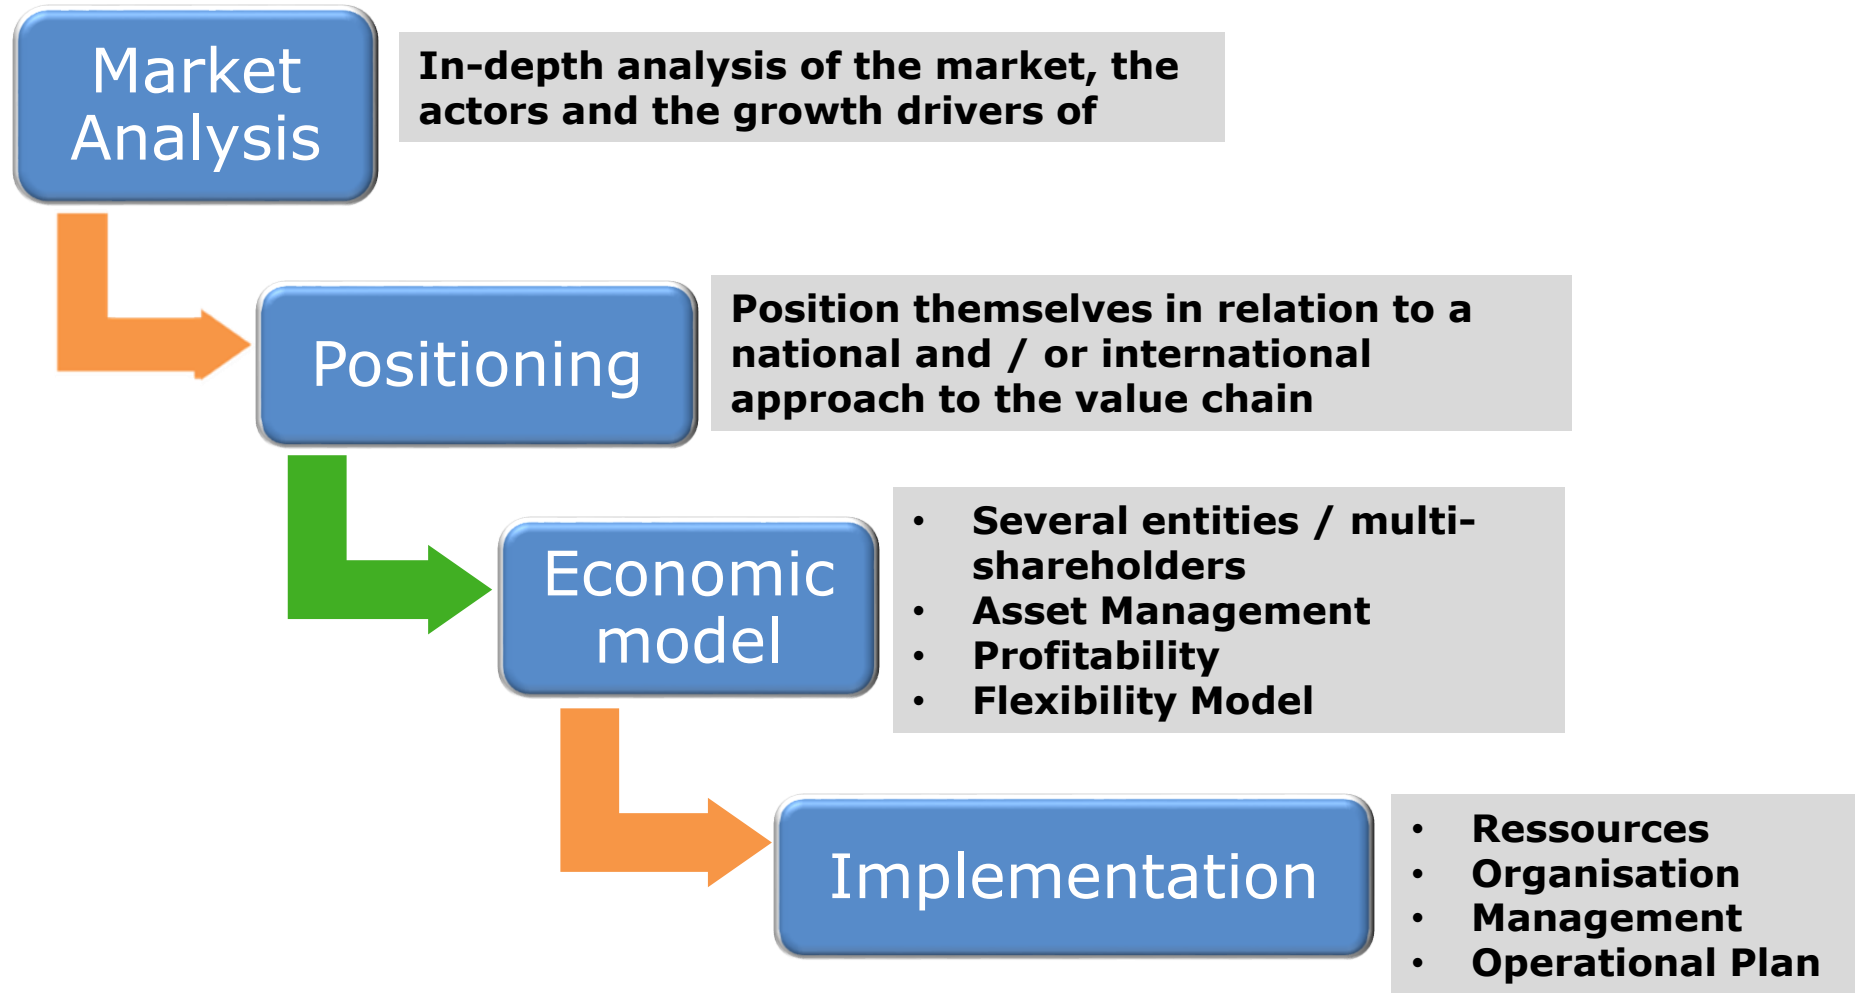 Market
Analysis
In-depth analysis of the market, the
actors and the growth drivers of
Positioning
Position themselves in relation to a
national and / or international
approach to the value chain
Economic
model
• Several entities / multi-
shareholders
• Asset Management
• Profitability
• Flexibility Model
Implementation
• Ressources
• Organisation
• Management
• Operational Plan